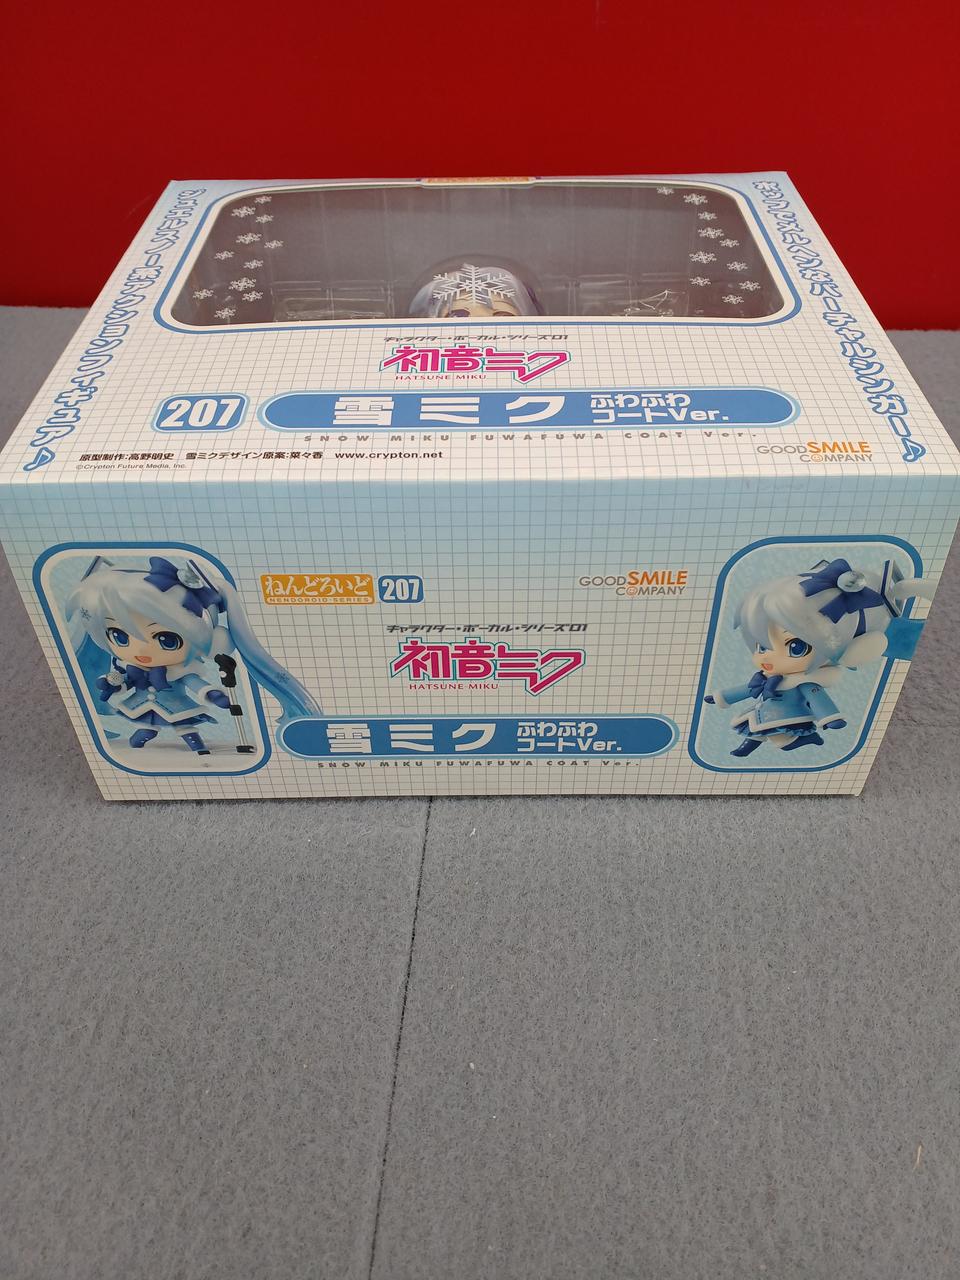 チャラクター・ボーカル・シリーズ01
初音ミク
HATSUNE MIKU
207
雪ミク
ふわふわ
コートVer.
SNOW MIKU FUWAFUWA COAT Ver.
原型制作:高野明史 雪ミクデザイン原案:菜々香 www.crypton.net
©Crypton Future Media, Inc.
GOODSMILE
COMPANY
ねんどろいど
NENDOROID-SERIES
207
GOODSMILE
COMPANY
キャラクター・ボーカル・シリーズ01
初音ミク
HATSUNE MIKU
雪ミク
ふわふわ
コートVer.
SNOW MIKU FUWAFUWA COAT Ver.